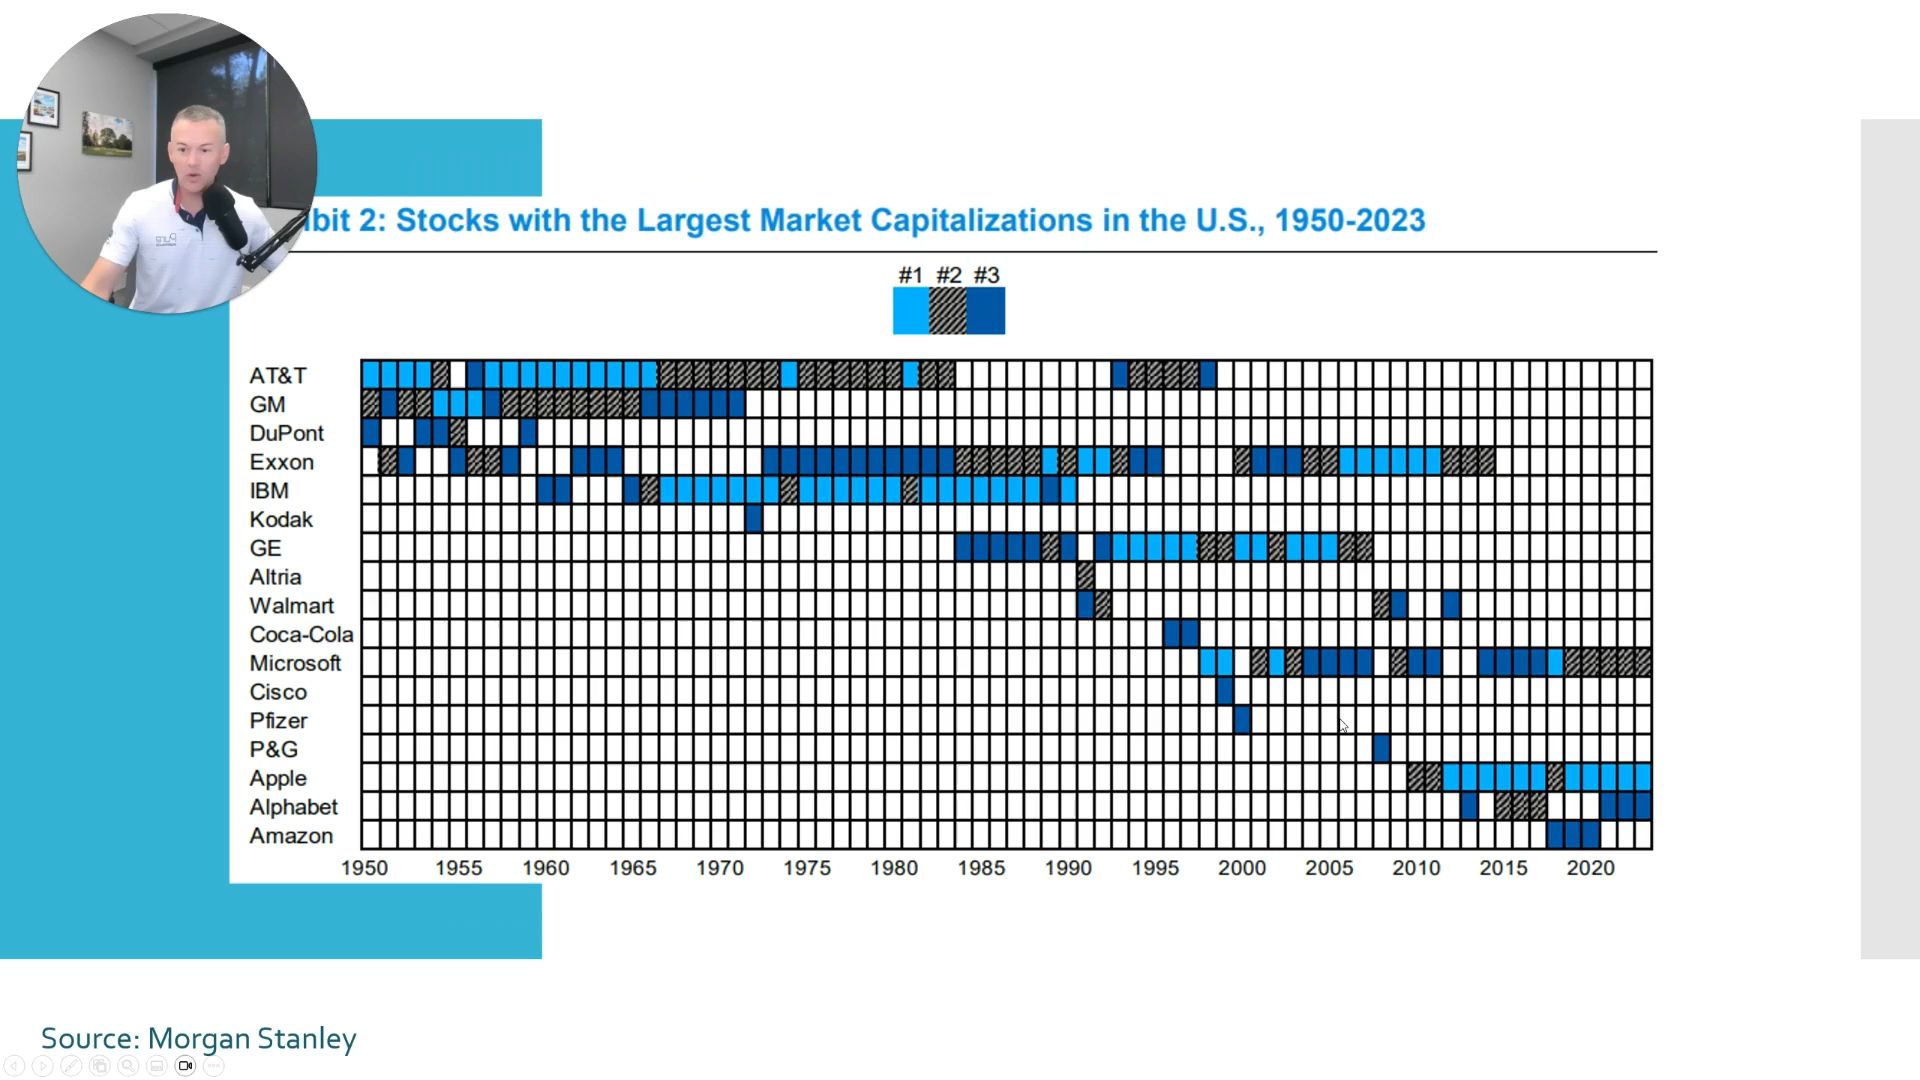 bit 2: Stocks with the Largest Market Capitalizations in the U.S., 1950-2023
#1 #2 #3
AT&T
GM
DuPont
Exxon
IBM
Kodak
GE
Altria
Walmart
Coca-Cola
Microsoft
Cisco
Pfizer
P&G
Apple
Alphabet
Amazon
1950 1955 1960 1965 1970 1975 1980 1985 1990 1995 2000 2005 2010 2015 2020
Source: Morgan Stanley